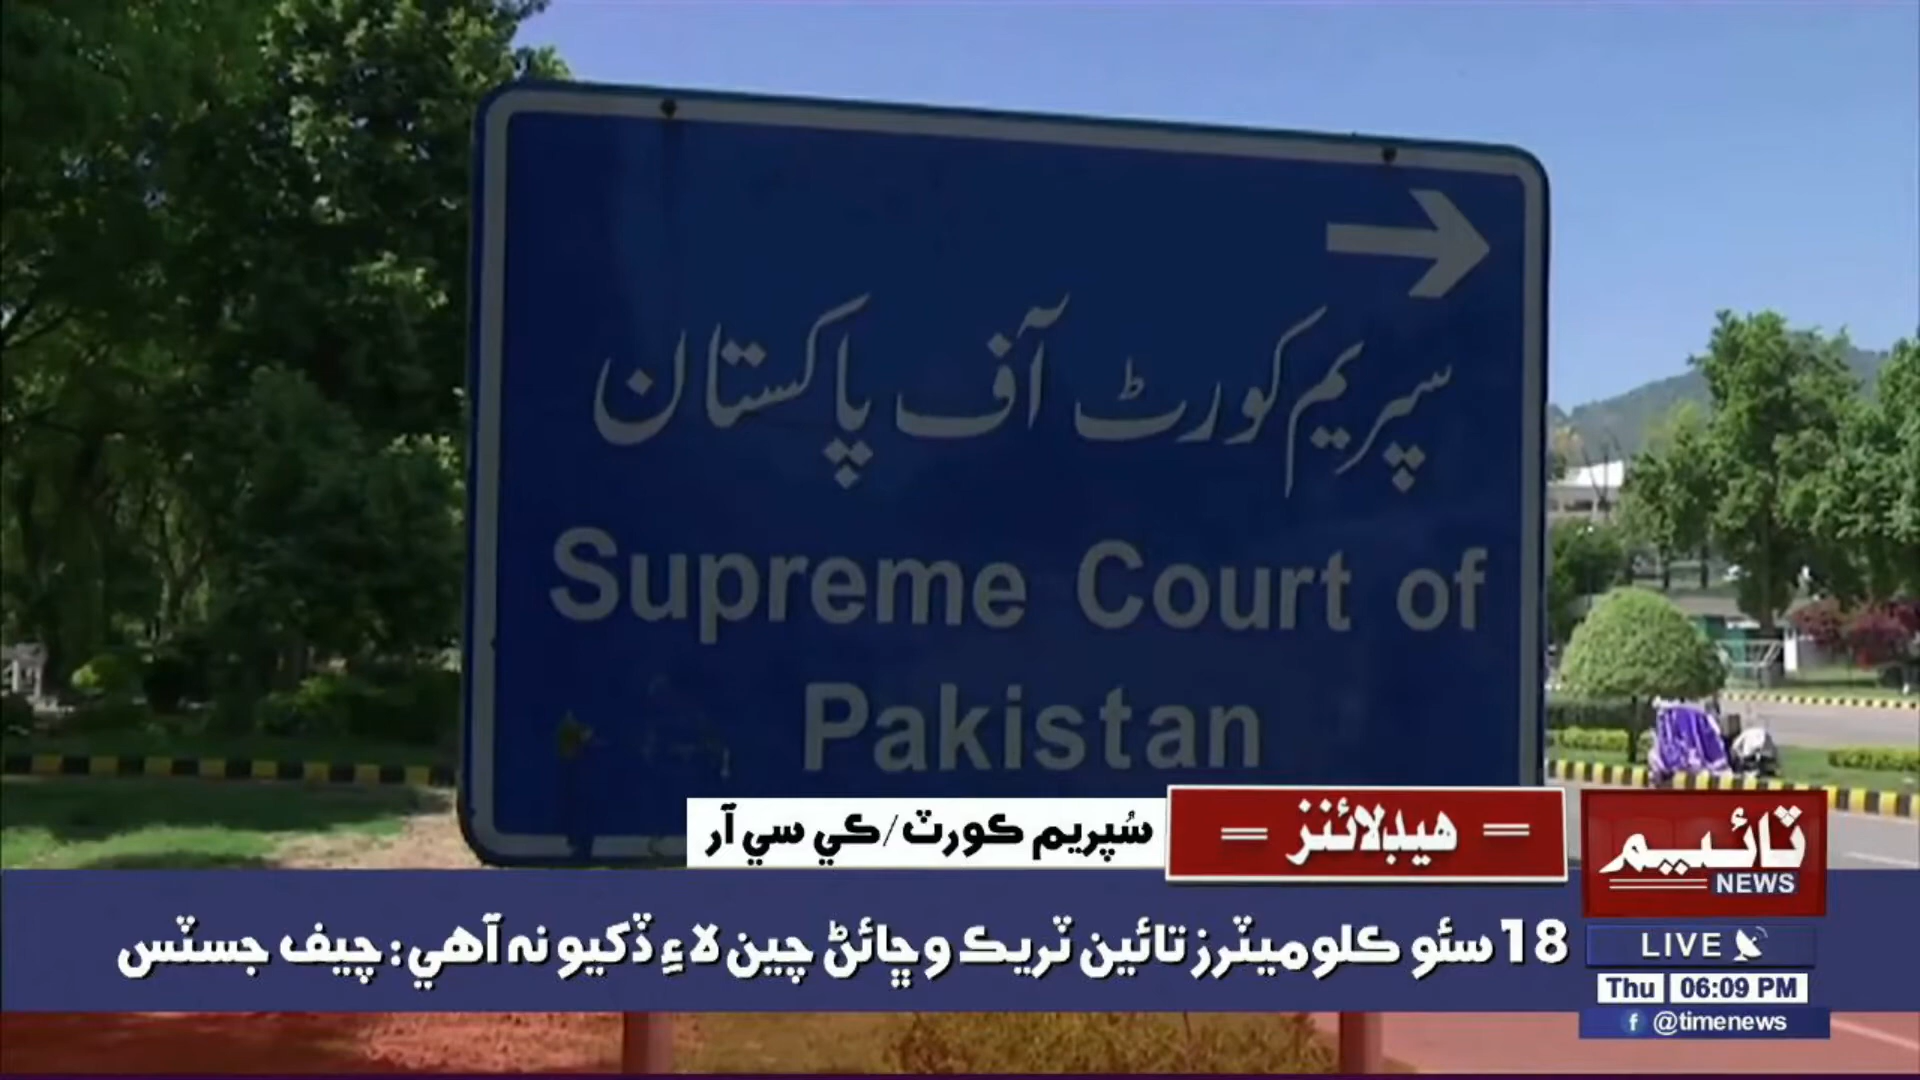 سپریم کورٹ آف پاکستان
Supreme Court of
Pakistan
هيڊلائنز
سُپريم ڪورٽ/ڪي سي آر
18 سئو ڪلوميٽرز تائين ٽريڪ وڇائڻ چين لاءِ ڏکيو نه آهي: چيف جسٽس
ٽائيم
NEWS
LIVE
Thu 06:09 PM
@timenews